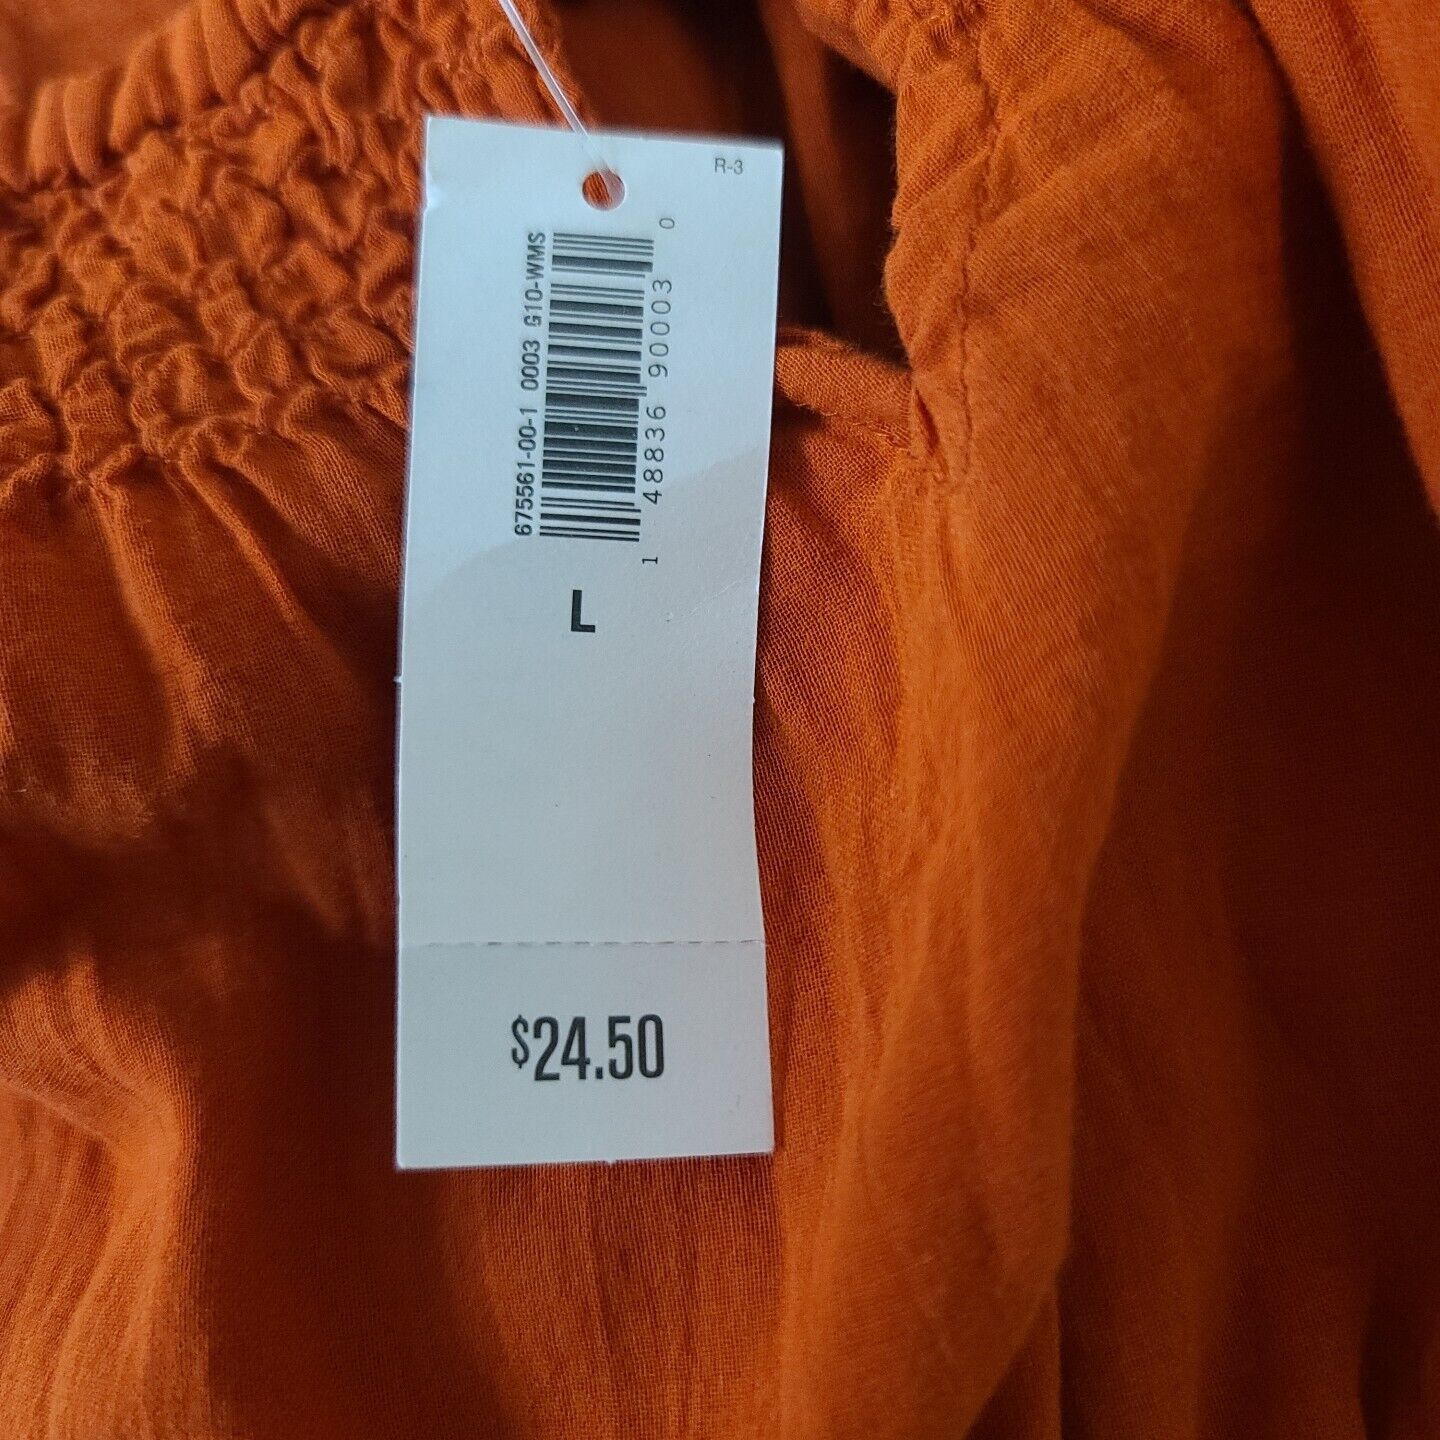 R-3
675561-00-1 0003 G10-WMS
1 48836 90003 0
L
$24.50